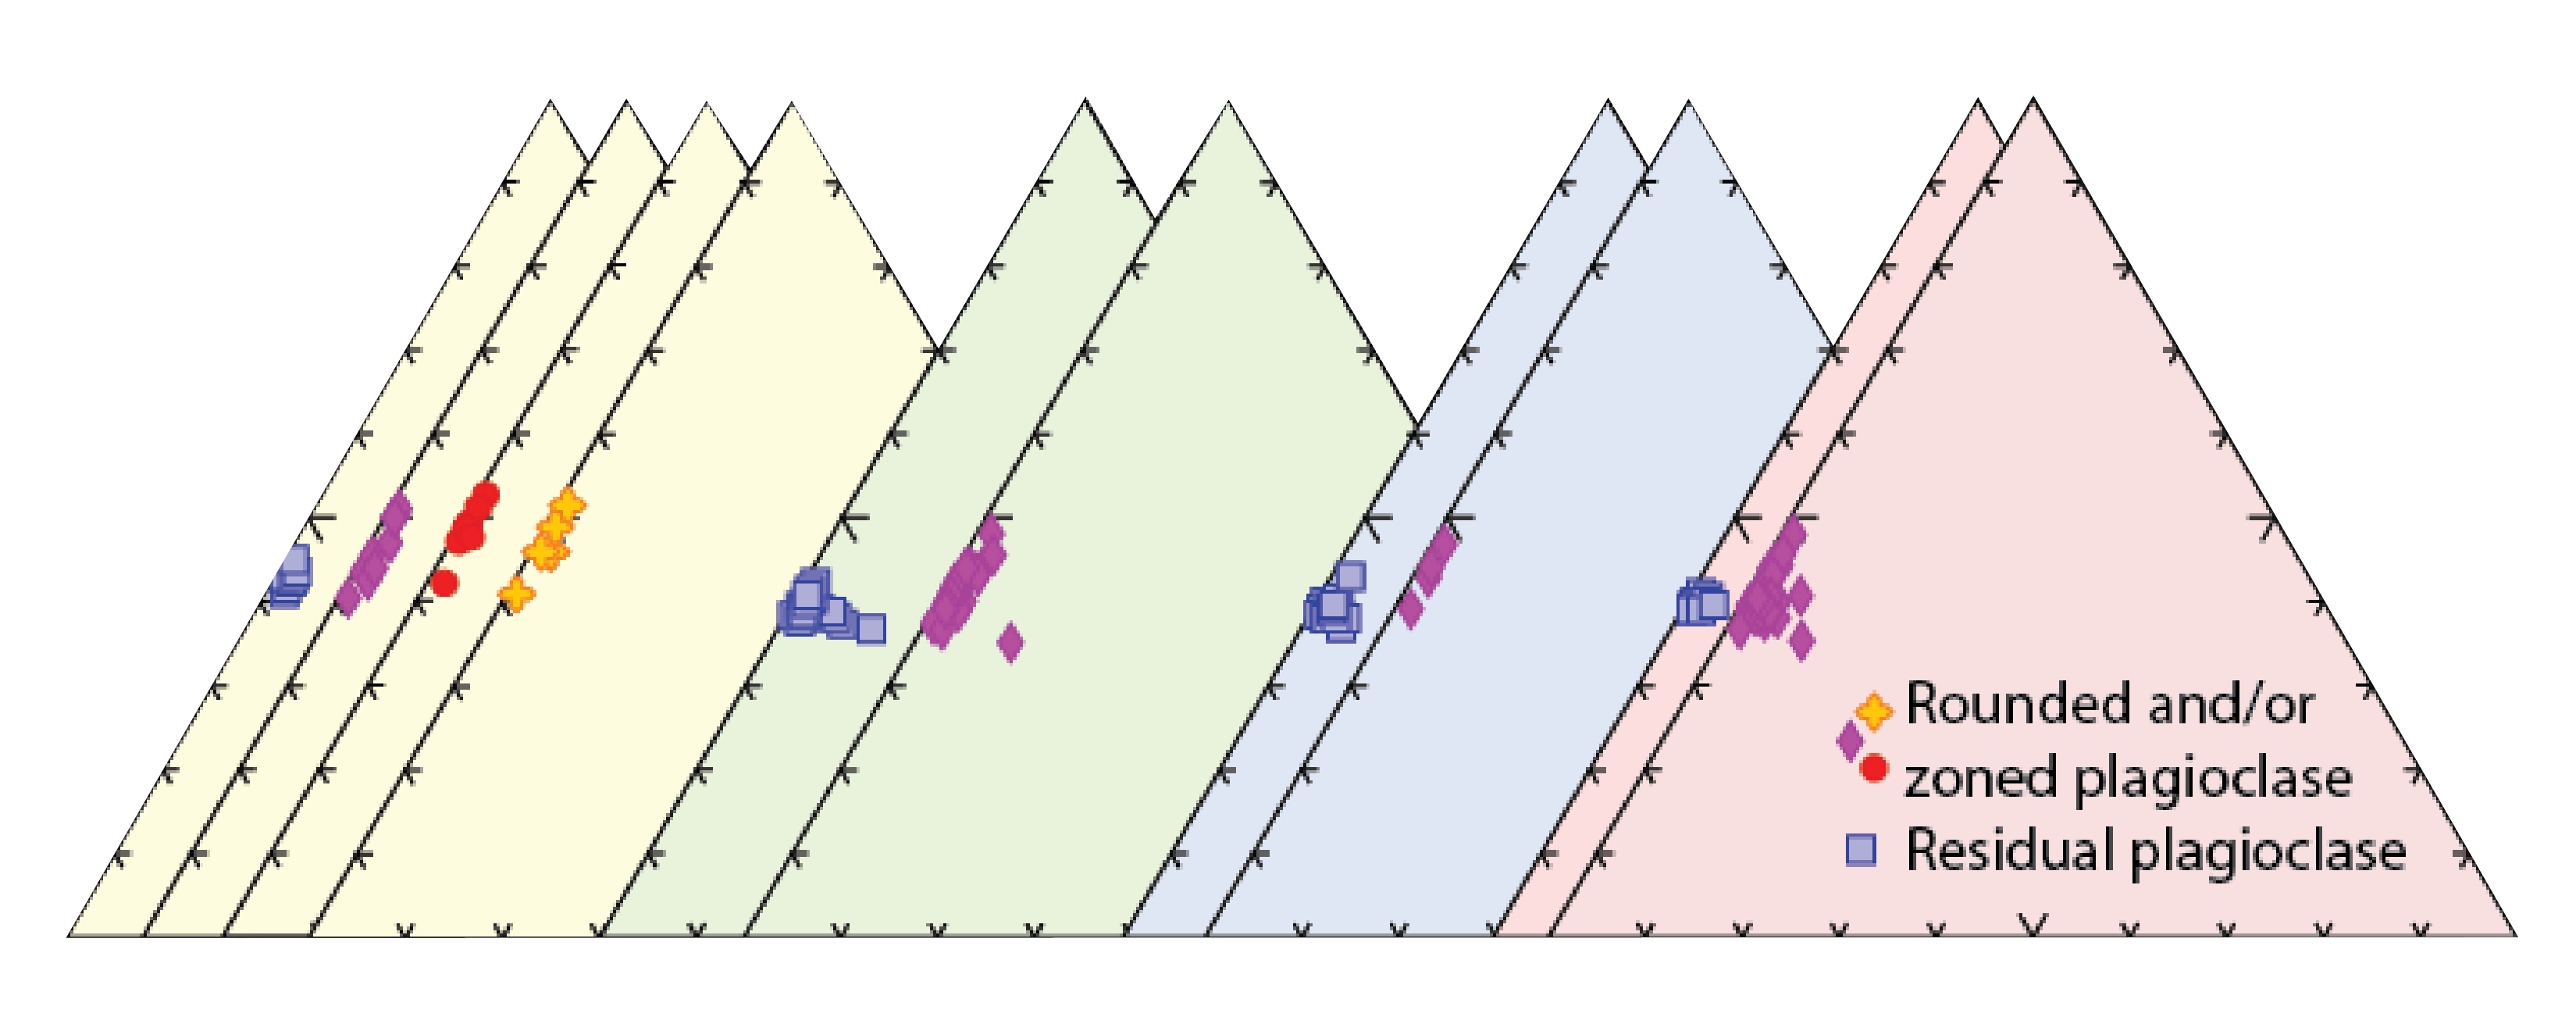 Rounded and/or
zoned plagioclase
Residual plagioclase